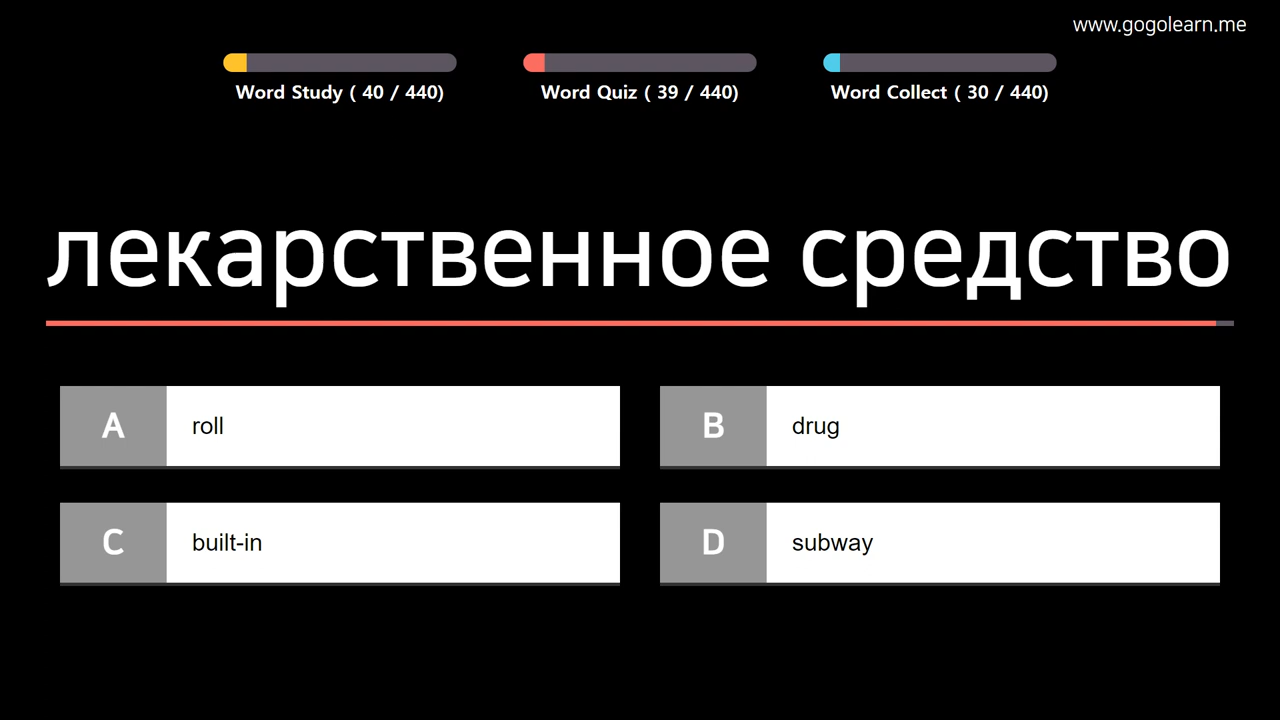 www.gogolearn.me
Word Study ( 40 / 440)
Word Quiz ( 39 / 440)
Word Collect ( 30 / 440)
лекарственное средство
A roll
B drug
C built-in
D subway